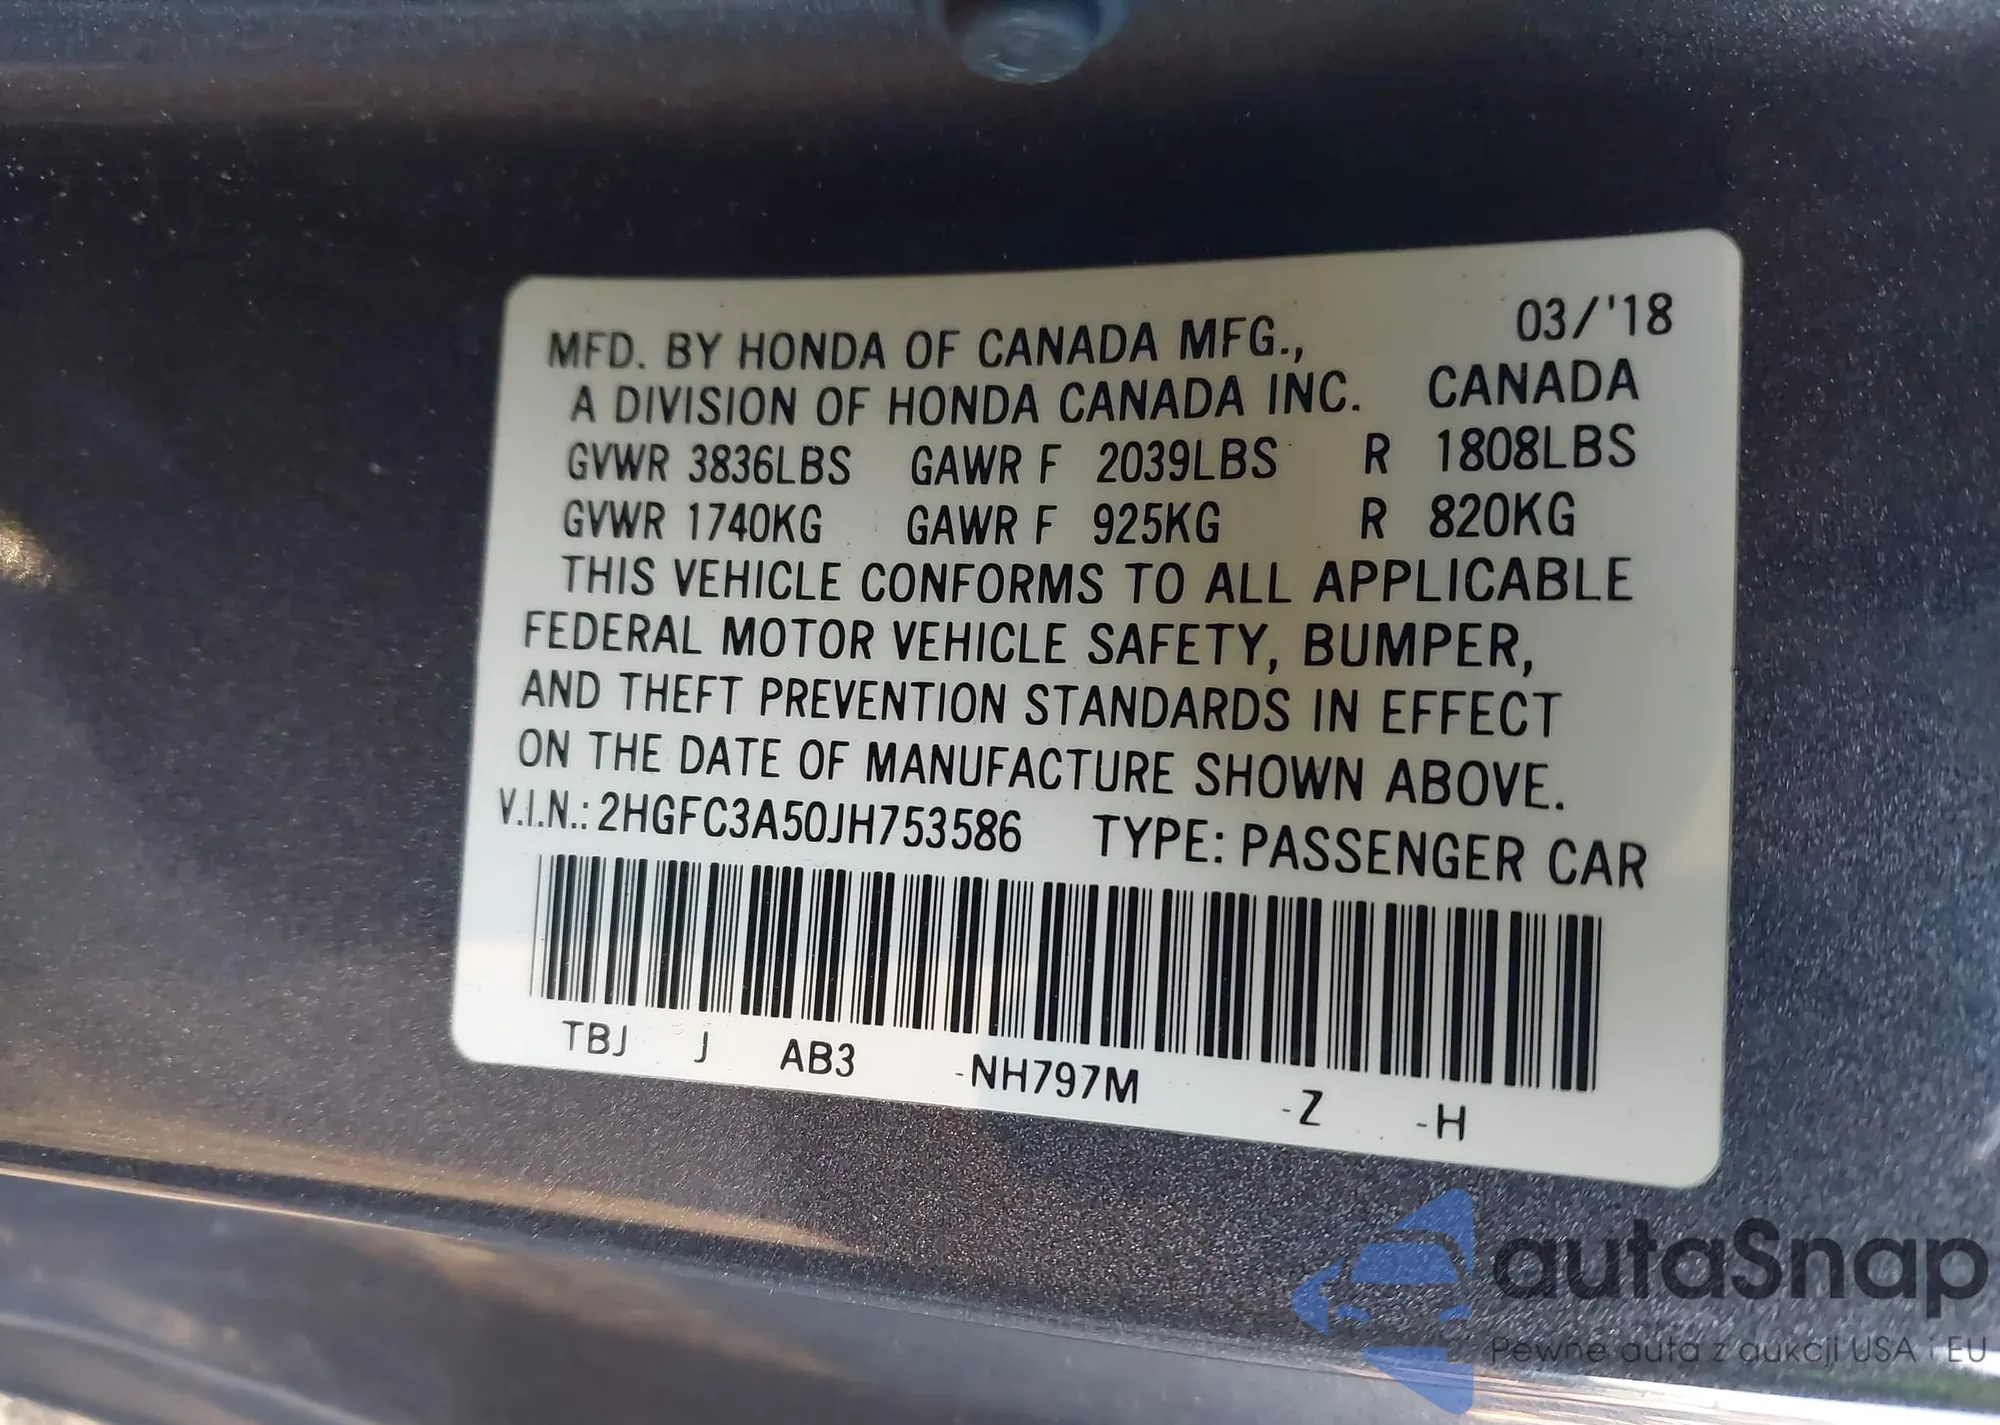 03/'18
MFD. BY HONDA OF CANADA MFG.,
A DIVISION OF HONDA CANADA INC. CANADA
GVWR 3836LBS GAWR F 2039LBS R 1808LBS
GVWR 1740KG GAWR F 925KG R 820KG
THIS VEHICLE CONFORMS TO ALL APPLICABLE
FEDERAL MOTOR VEHICLE SAFETY, BUMPER,
AND THEFT PREVENTION STANDARDS IN EFFECT
ON THE DATE OF MANUFACTURE SHOWN ABOVE.
V.I.N.: 2HGFC3A50JH753586 TYPE: PASSENGER CAR
TBJ J AB3 -NH797M -Z -H
autaSnap
Pewne auta z aukcji USA i EU